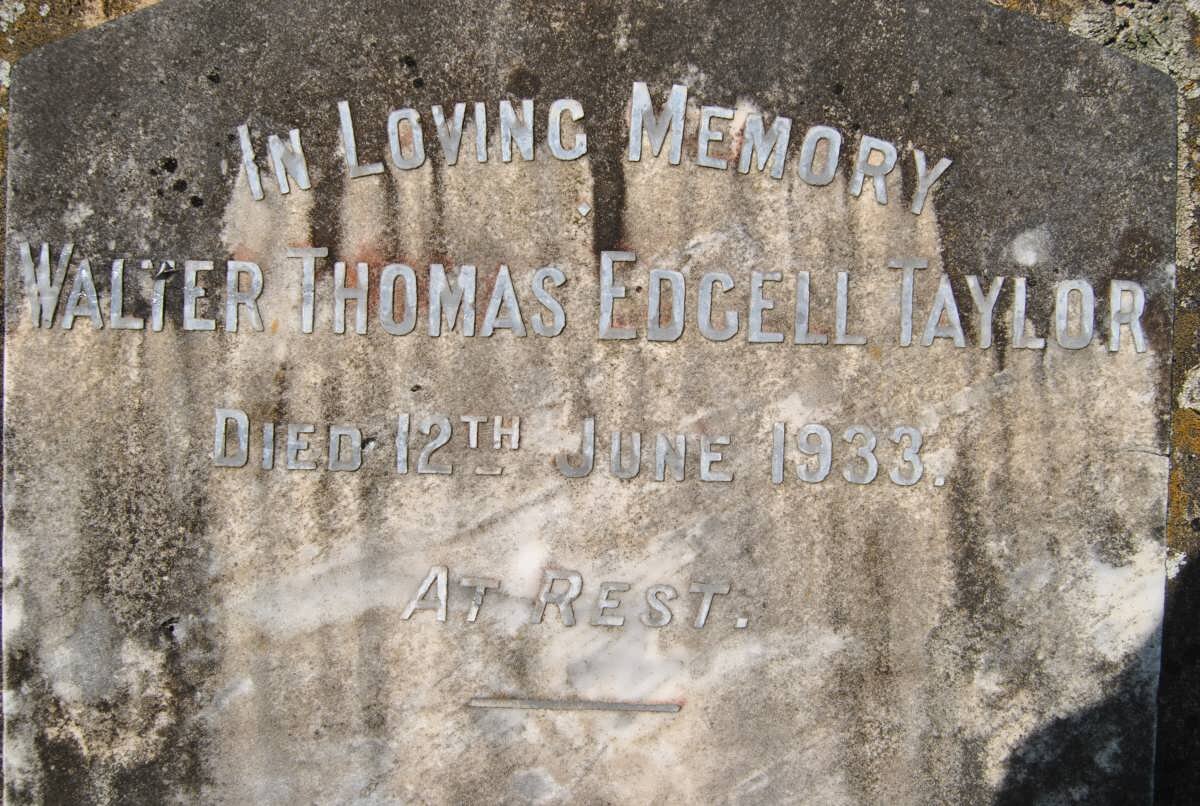 IN LOVING MEMORY
WALTER THOMAS EDGELL TAYLOR
DIED 12TH JUNE 1933.
AT REST.